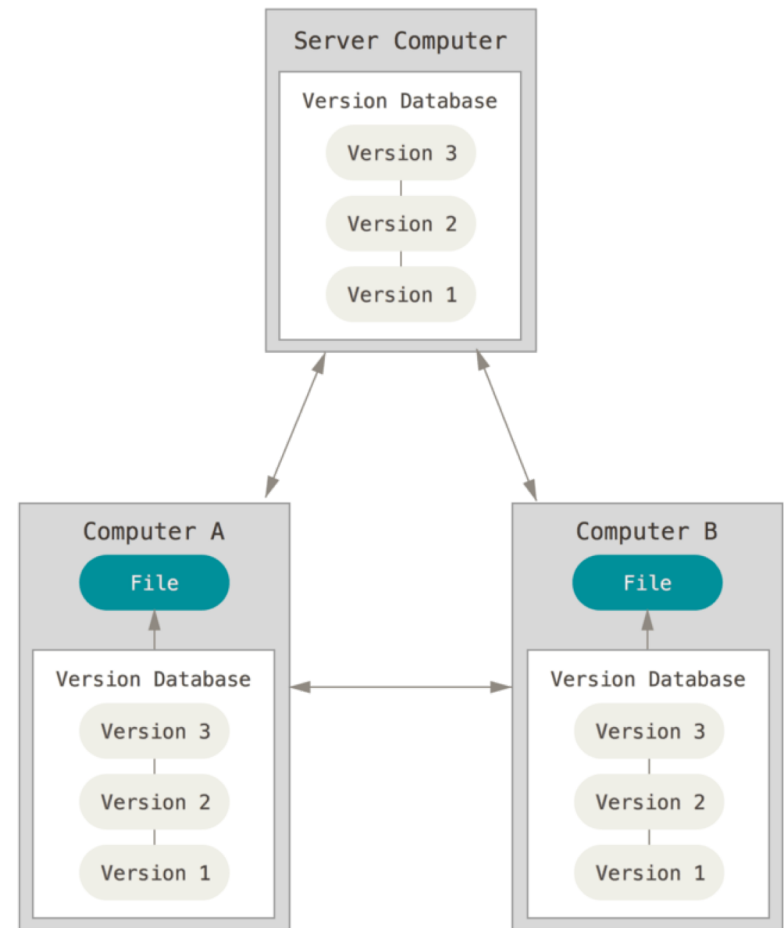 Server Computer
Version Database
Version 3
Version 2
Version 1
Computer A
File
Version Database
Version 3
Version 2
Version 1
Computer B
File
Version Database
Version 3
Version 2
Version 1